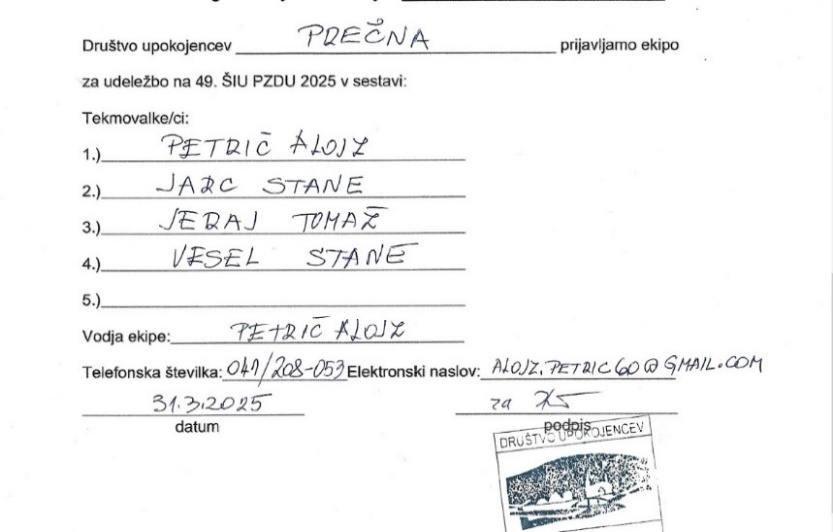 Društvo upokojencev PREČNA prijavljamo ekipo
za udeležbo na 49. ŠIU PZDU 2025 v sestavi:
Tekmovalke/ci:
1.) PETRIČ ALOJZ
2.) JARC STANE
3.) JERAJ TOMAŽ
4.) VESEL STANE
5.)
Vodja ekipe: PETRIČ ALOJZ
Telefonska številka: 041/208-053 Elektronski naslov: ALOJZ.PETRIC60@GMAIL.COM
31.3.2025 za
datum podpis
DRUŠTVO UPOKOJENCEV